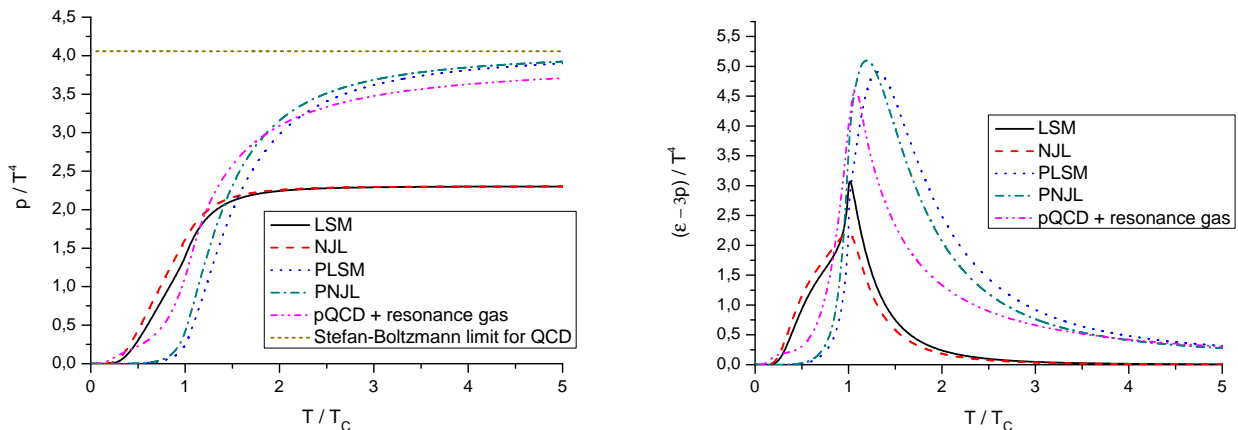 4,5
4,0
3,5
3,0
2,5
2,0
1,5
1,0
0,5
0,0
p / T⁴
0 1 2 3 4 5
T / T_C
LSM
NJL
PLSM
PNJL
pQCD + resonance gas
Stefan-Boltzmann limit for QCD
5,5
5,0
4,5
4,0
3,5
3,0
2,5
2,0
1,5
1,0
0,5
0,0
(ε − 3p) / T⁴
0 1 2 3 4 5
T / T_C
LSM
NJL
PLSM
PNJL
pQCD + resonance gas